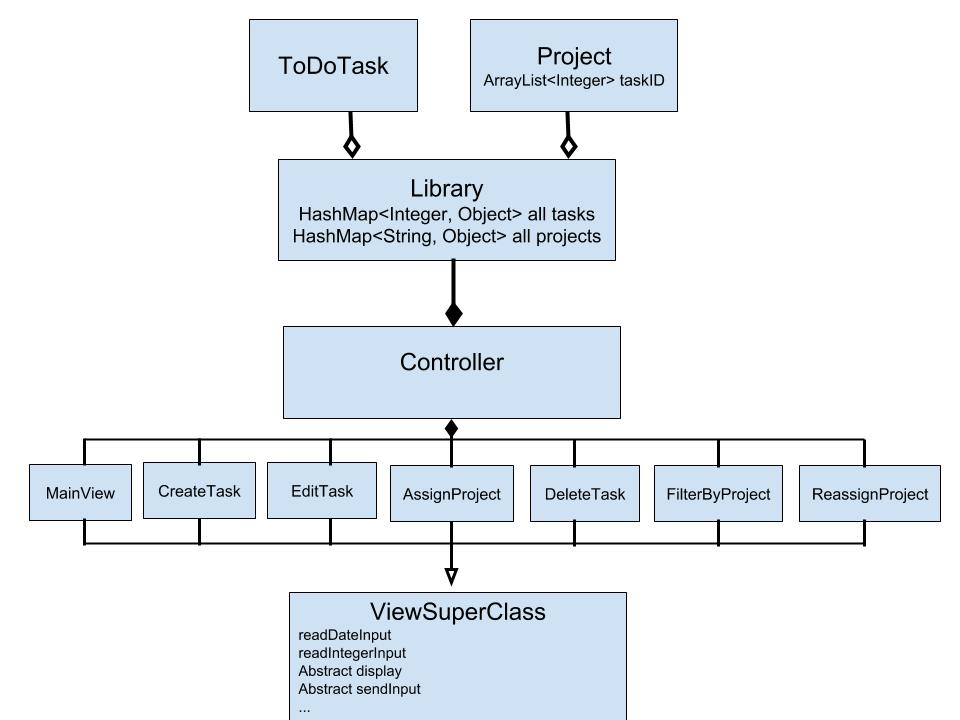 ToDoTask
Project
ArrayList<Integer> taskID
Library
HashMap<Integer, Object> all tasks
HashMap<String, Object> all projects
Controller
MainView
CreateTask
EditTask
AssignProject
DeleteTask
FilterByProject
ReassignProject
ViewSuperClass
readDateInput
readIntegerInput
Abstract display
Abstract sendInput
...